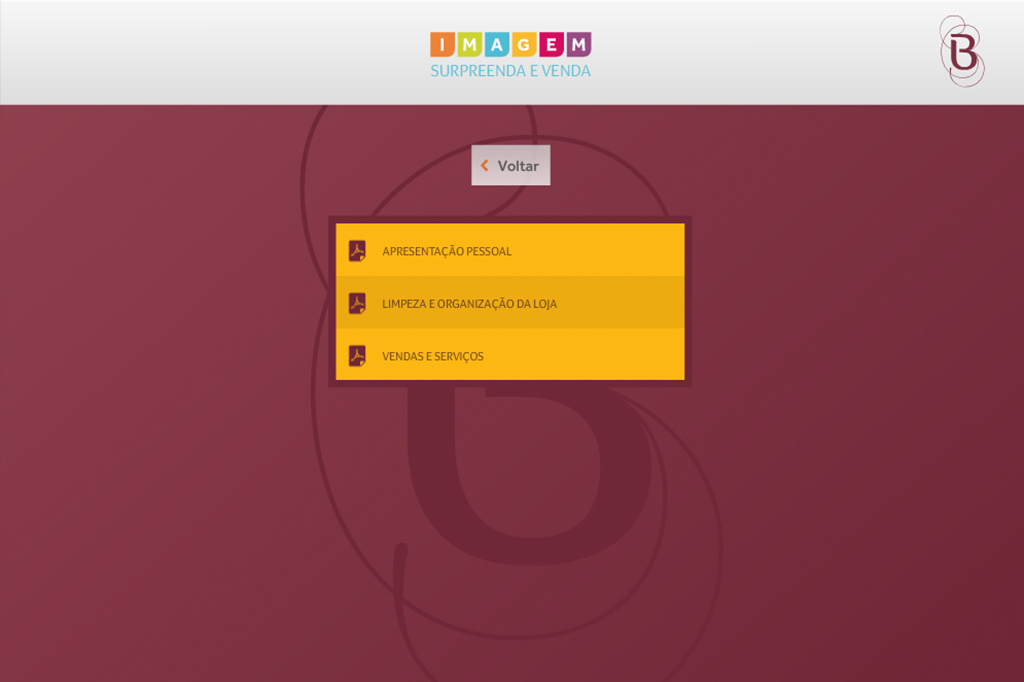 IMAGEM
SURPREENDA E VENDA
B
Voltar
APRESENTAÇÃO PESSOAL
LIMPEZA E ORGANIZAÇÃO DA LOJA
VENDAS E SERVIÇOS